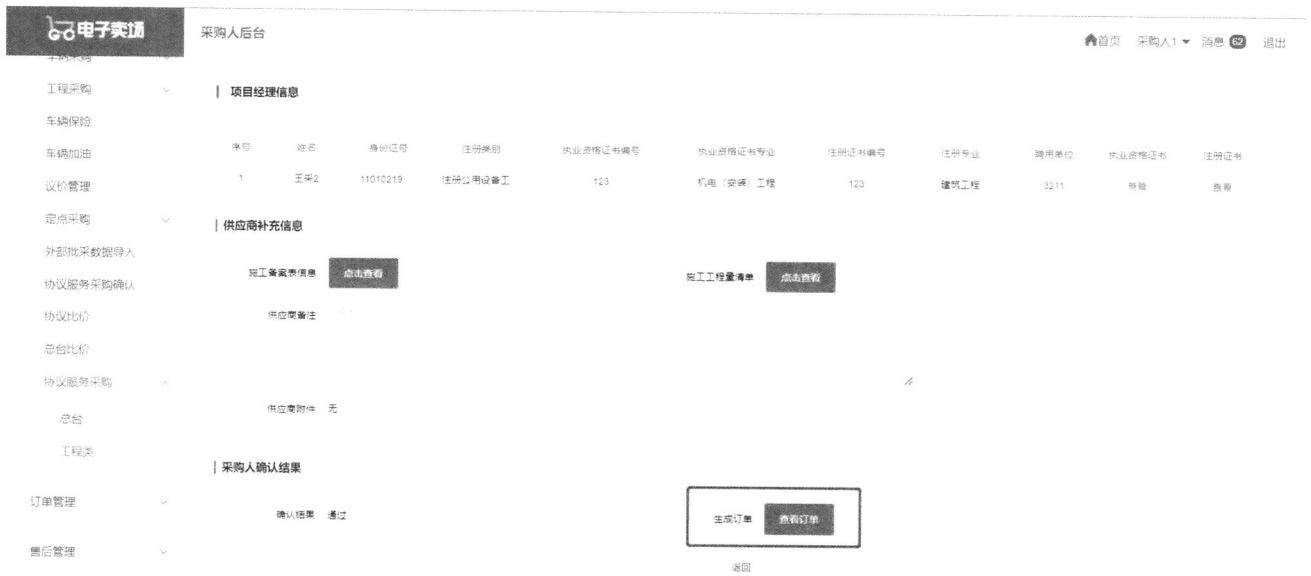 电子卖场
采购人后台
首页 采购人1 消息 62 退出
车辆采购
工程采购
车辆保险
车辆加油
议价管理
定点采购
外部批采数据导入
协议服务采购确认
协议比价
总台比价
协议服务采购
总台
工程类
订单管理
售后管理
项目经理信息
序号 姓名 身份证号 注册类别 执业资格证书编号 执业资格证书专业 注册证书编号 注册专业 聘用单位 执业资格证书 注册证书
1 王采2 11010219 注册公用设备工 123 机电（安装）工程 123 建筑工程 3211 查看 查看
供应商补充信息
施工备案表信息 点击查看 施工工程量清单 点击查看
供应商备注
供应商附件 无
采购人确认结果
确认结果 通过 生成订单 查看订单
返回